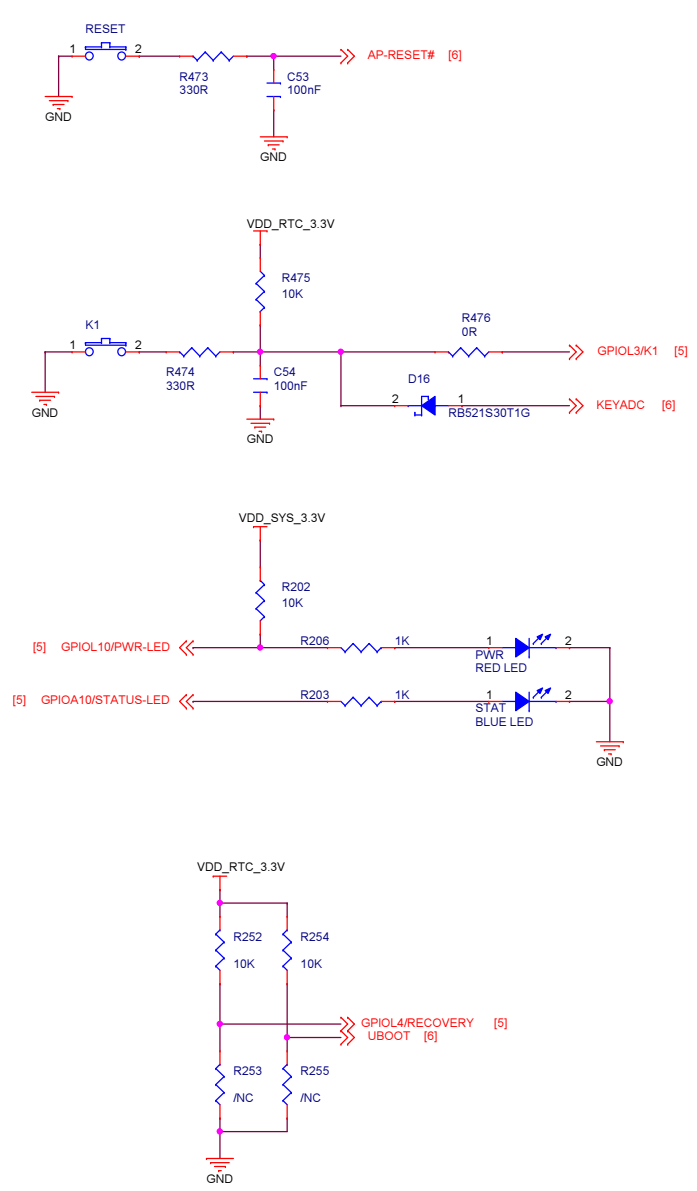 RESET
1 2
R473
330R
C53
100nF
AP-RESET# [6]
GND
GND
VDD_RTC_3.3V
R475
10K
K1
1 2
R474
330R
C54
100nF
R476
0R
GPIOL3/K1 [5]
D16
2 1
RB521S30T1G
KEYADC [6]
GND
GND
VDD_SYS_3.3V
R202
10K
[5] GPIOL10/PWR-LED
R206 1K
1 2
PWR
RED LED
[5] GPIOA10/STATUS-LED
R203 1K
1 2
STAT
BLUE LED
GND
VDD_RTC_3.3V
R252
10K
R254
10K
GPIOL4/RECOVERY [5]
UBOOT [6]
R253
/NC
R255
/NC
GND